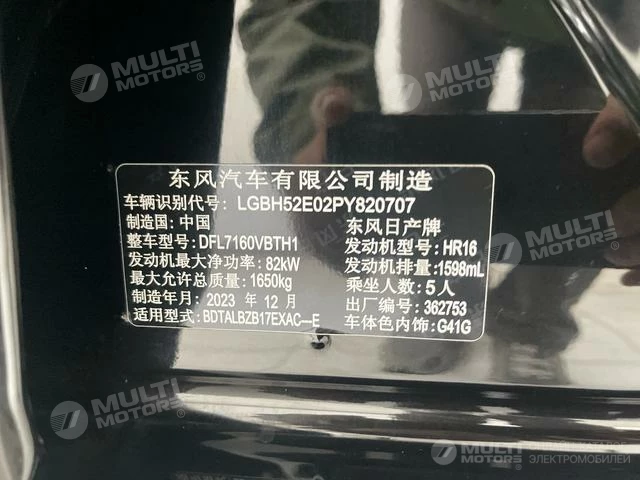 MULTI
MOTORS®
MULTI
MOTORS®
东风汽车有限公司制造
车辆识别代号: LGBH52E02PY820707
制造国: 中国 东风日产牌
整车型号: DFL7160VBTH1 发动机型号: HR16
发动机最大净功率: 82kW 发动机排量: 1598mL
最大允许总质量: 1650kg 乘坐人数: 5人
制造年月: 2023 年 12月 出厂编号: 362753
适用型式: BDTALBZB17EXAC—E 车体色内饰: G41G
MULTI
MOTORS®
MULTI
MOTORS®
ЭЛЕКТРОМОБИЛЕЙ